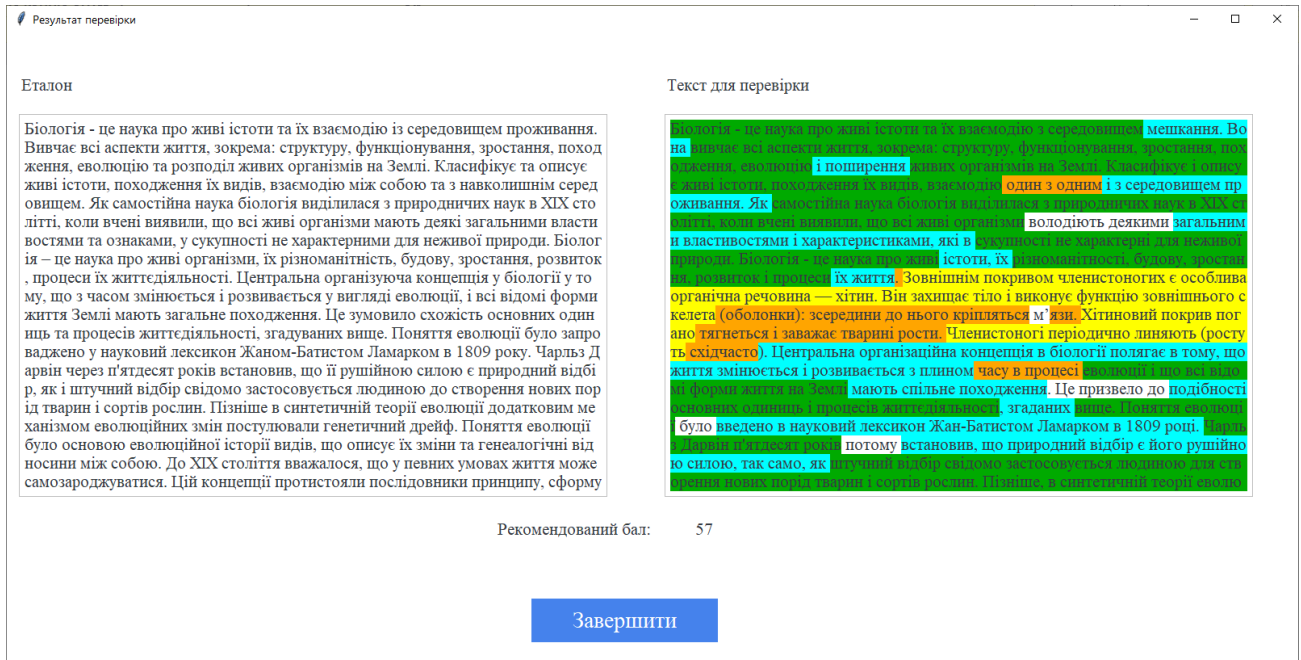 Результат перевірки
Еталон
Біологія - це наука про живі істоти та їх взаємодію із середовищем проживання.
Вивчає всі аспекти життя, зокрема: структуру, функціонування, зростання, поход
ження, еволюцію та розподіл живих організмів на Землі. Класифікує та описує
живі істоти, походження їх видів, взаємодію між собою та з навколишнім серед
овищем. Як самостійна наука біологія виділилася з природничих наук в XIX сто
літті, коли вчені виявили, що всі живі організми мають деякі загальними власти
востями та ознаками, у сукупності не характерними для неживої природи. Біолог
ія – це наука про живі організми, їх різноманітність, будову, зростання, розвиток
, процеси їх життєдіяльності. Центральна організуюча концепція у біології у то
му, що з часом змінюється і розвивається у вигляді еволюції, і всі відомі форми
життя Землі мають загальне походження. Це зумовило схожість основних один
иць та процесів життєдіяльності, згадуваних вище. Поняття еволюції було запро
ваджено у науковий лексикон Жаном-Батистом Ламарком в 1809 року. Чарльз Д
арвін через п'ятдесят років встановив, що її рушійною силою є природний відбі
р, як і штучний відбір свідомо застосовується людиною до створення нових пор
ід тварин і сортів рослин. Пізніше в синтетичній теорії еволюції додатковим ме
ханізмом еволюційних змін постулювали генетичний дрейф. Поняття еволюції
було основою еволюційної історії видів, що описує їх зміни та генеалогічні від
носини між собою. До XIX століття вважалося, що у певних умовах життя може
самозароджуватися. Цій концепції протистояли послідовники принципу, сформу
Текст для перевірки
Біологія - це наука про живі істоти та їх взаємодію з середовищем мешкання. Во
на вивчає всі аспекти життя, зокрема: структуру, функціонування, зростання, пох
одження, еволюцію і поширення живих організмів на Землі. Класифікує і опису
є живі істоти, походження їх видів, взаємодію один з одним і з середовищем пр
оживання. Як самостійна наука біологія виділилася з природничих наук в XIX ст
олітті, коли вчені виявили, що всі живі організми володіють деякими загальним
и властивостями і характеристиками, які в сукупності не характерні для неживої
природи. Біологія - це наука про живі істоти, їх різноманітності, будову, зростан
ня, розвиток і процеси їх життя. Зовнішнім покривом членистоногих є особлива
органічна речовина — хітин. Він захищає тіло і виконує функцію зовнішнього с
келета (оболонки): зсередини до нього кріпляться м’язи. Хітиновий покрив пог
ано тягнеться і заважає тварині рости. Членистоногі періодично линяють (росту
ть східчасто). Центральна організаційна концепція в біології полягає в тому, що
життя змінюється і розвивається з плином часу в процесі еволюції і що всі відо
мі форми життя на Землі мають спільне походження. Це призвело до подібності
основних одиниць і процесів життєдіяльності, згаданих вище. Поняття еволюці
ї було введено в науковий лексикон Жан-Батистом Ламарком в 1809 році. Чарль
з Дарвін п'ятдесят років потому встановив, що природний відбір є його рушійно
ю силою, так само, як штучний відбір свідомо застосовується людиною для ств
орення нових порід тварин і сортів рослин. Пізніше, в синтетичній теорії еволю
Рекомендований бал: 57
Завершити